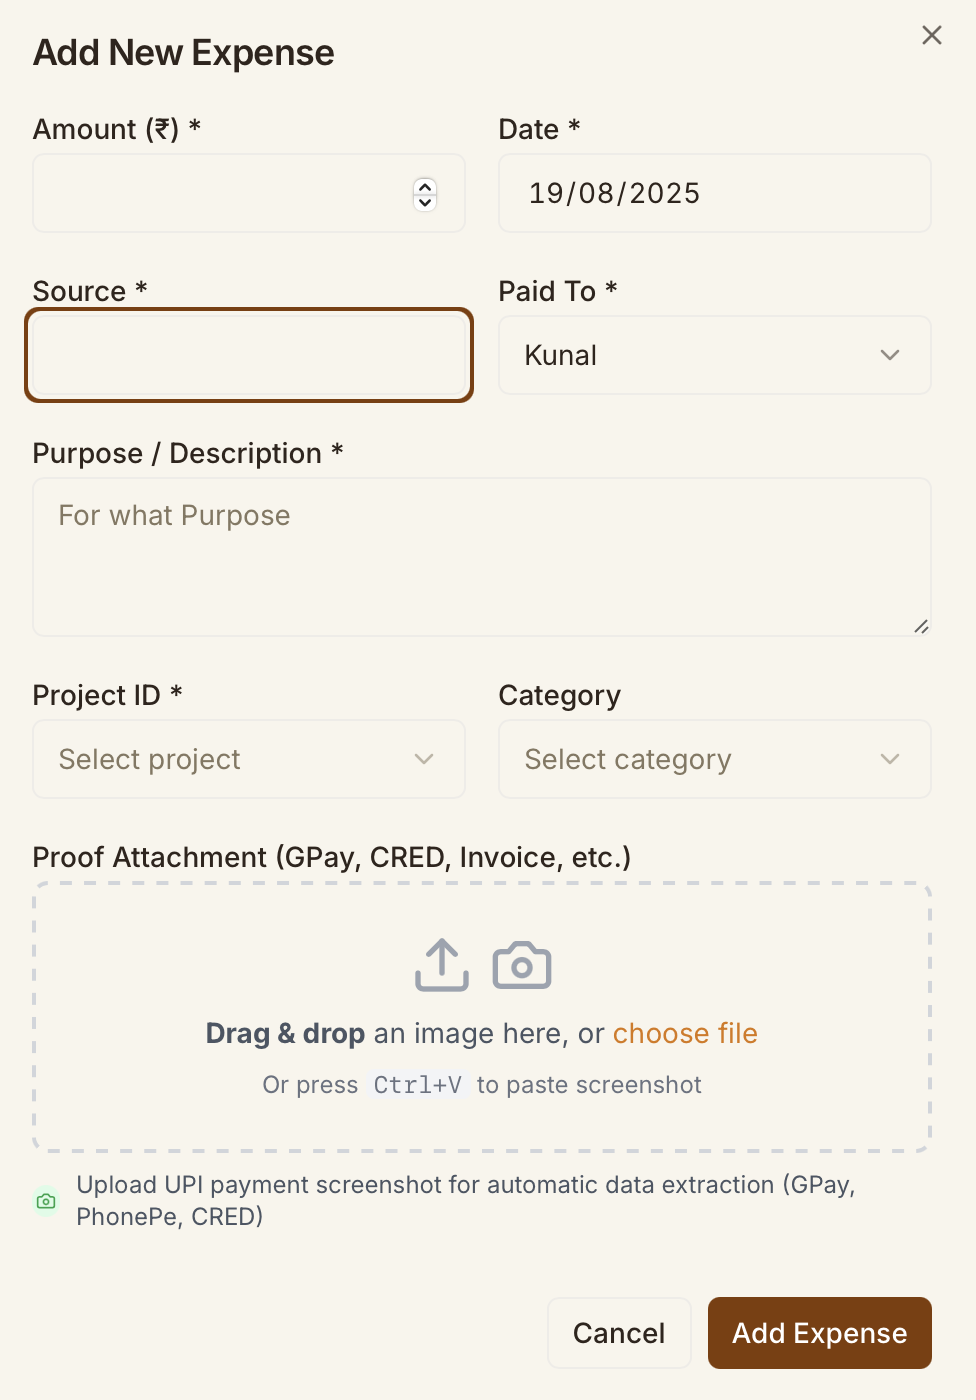 Add New Expense
Amount (₹) *
Date *
19/08/2025
Source *
Paid To *
Kunal
Purpose / Description *
For what Purpose
Project ID *
Category
Select project
Select category
Proof Attachment (GPay, CRED, Invoice, etc.)
Drag & drop an image here, or choose file
Or press Ctrl+V to paste screenshot
Upload UPI payment screenshot for automatic data extraction (GPay,
PhonePe, CRED)
Cancel
Add Expense